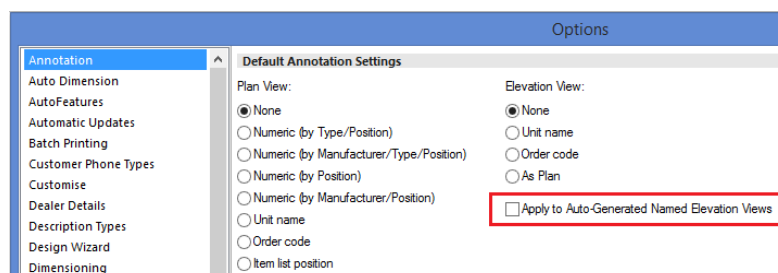 Options
Annotation
Auto Dimension
AutoFeatures
Automatic Updates
Batch Printing
Customer Phone Types
Customise
Dealer Details
Description Types
Design Wizard
Dimensioning
Default Annotation Settings
Plan View:
None
Numeric (by Type/Position)
Numeric (by Manufacturer/Type/Position)
Numeric (by Position)
Numeric (by Manufacturer/Position)
Unit name
Order code
Item list position
Elevation View:
None
Unit name
Order code
As Plan
Apply to Auto-Generated Named Elevation Views